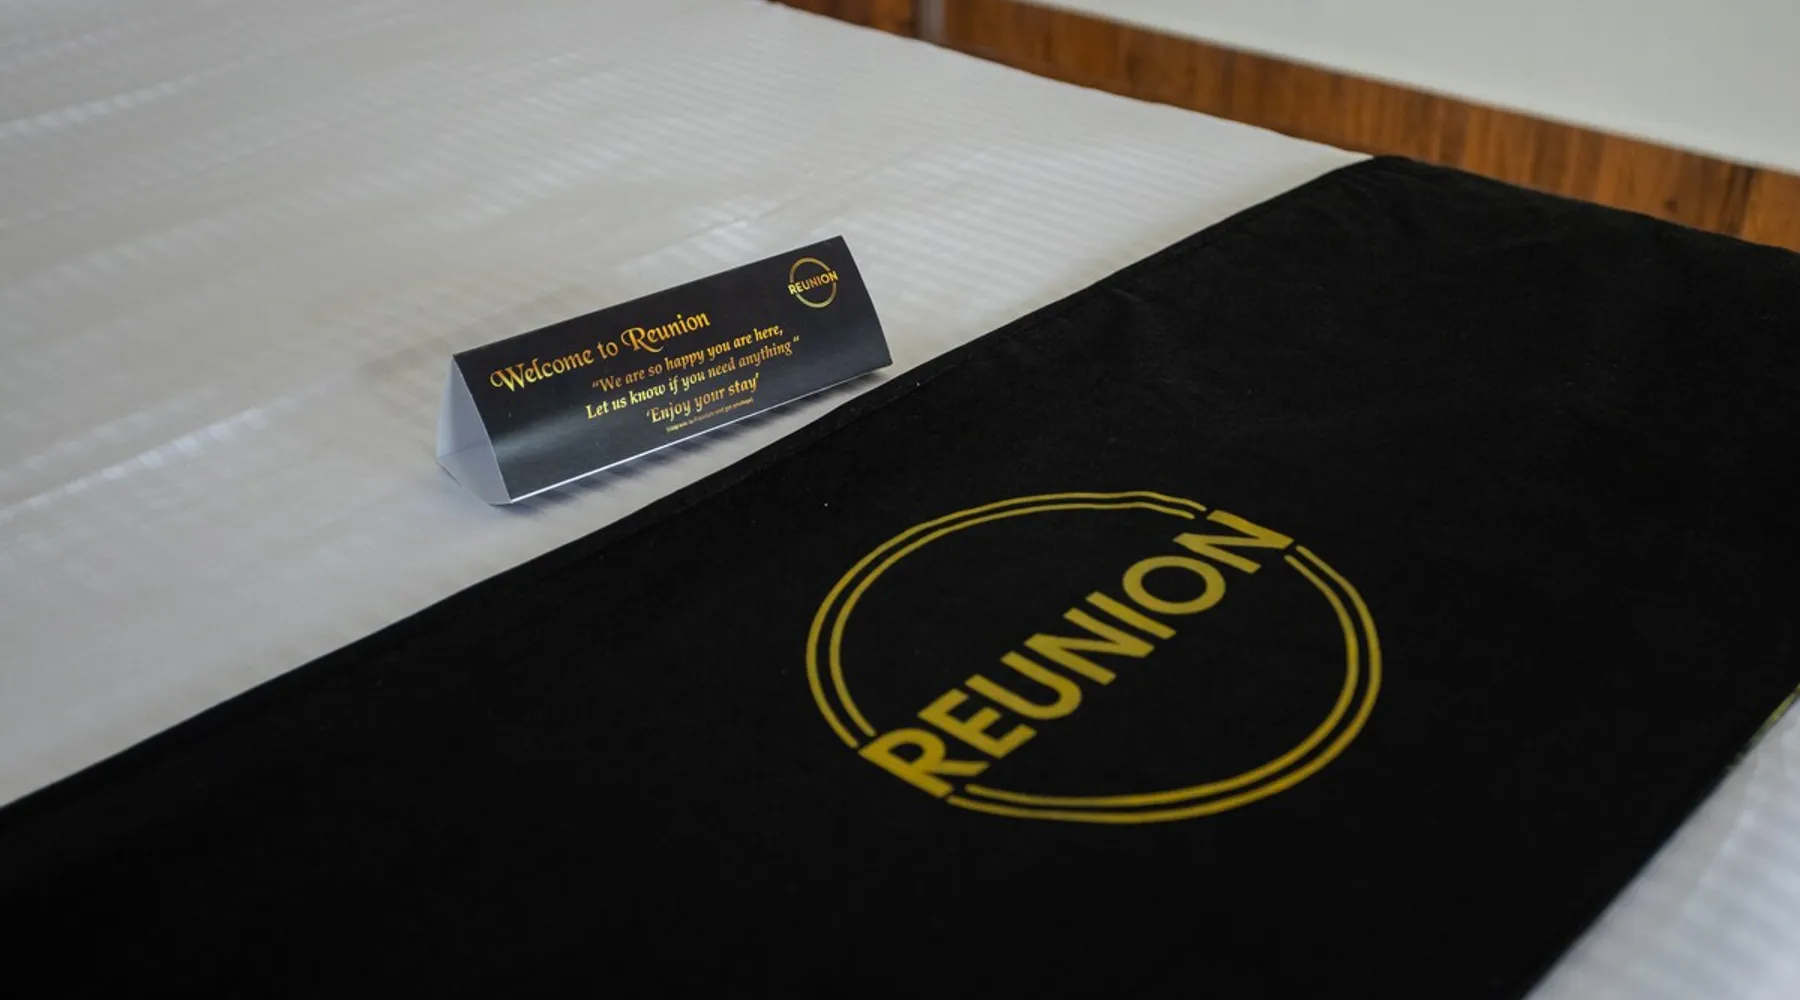 REUNION
Welcome to Reunion
“We are so happy you are here,
Let us know if you need anything“
‘Enjoy your stay’
REUNION